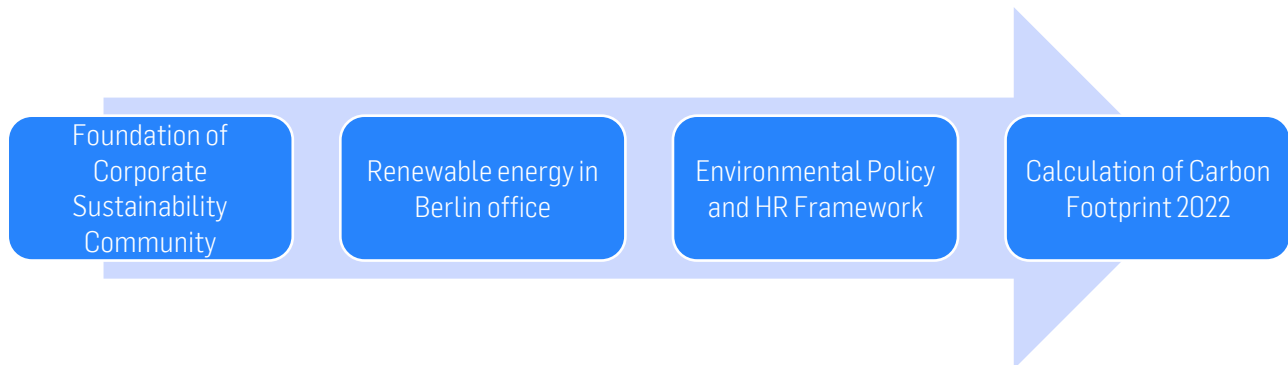 Foundation of
Corporate
Sustainability
Community
Renewable energy in
Berlin office
Environmental Policy
and HR Framework
Calculation of Carbon
Footprint 2022